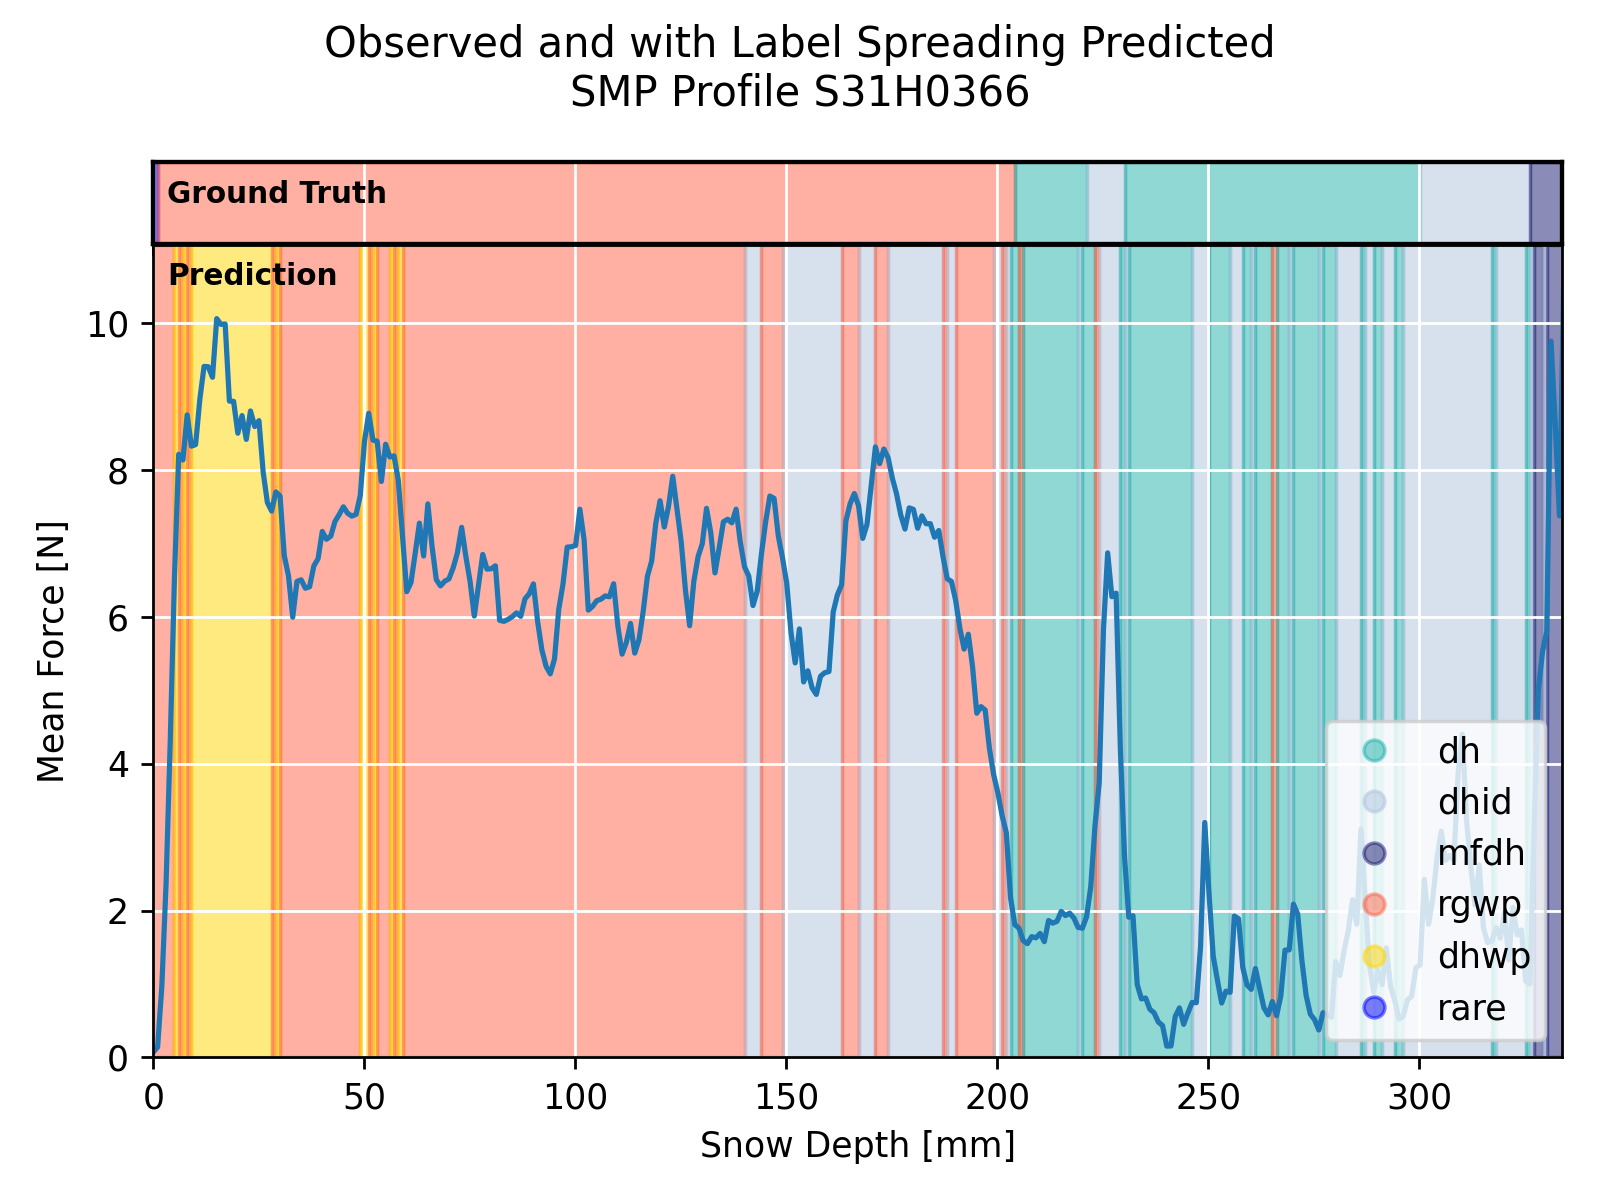 Observed and with Label Spreading Predicted
SMP Profile S31H0366
Ground Truth
Prediction
10
8
6
4
2
0
Mean Force [N]
dh
dhid
mfdh
rgwp
dhwp
rare
0 50 100 150 200 250 300
Snow Depth [mm]